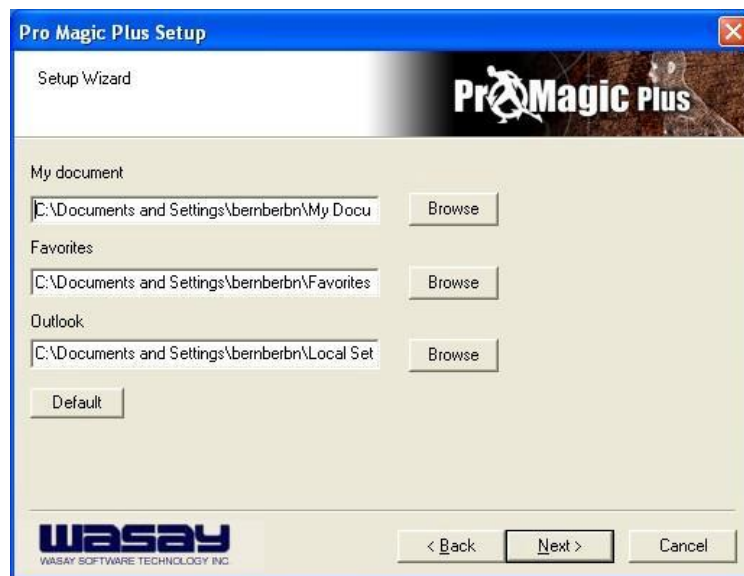 Pro Magic Plus Setup
Setup Wizard
Pro Magic Plus
My document
C:\Documents and Settings\bernberbn\My Docu
Browse
Favorites
C:\Documents and Settings\bernberbn\Favorites
Browse
Outlook
C:\Documents and Settings\bernberbn\Local Set
Browse
Default
wasay
WASAY SOFTWARE TECHNOLOGY INC
< Back
Next >
Cancel